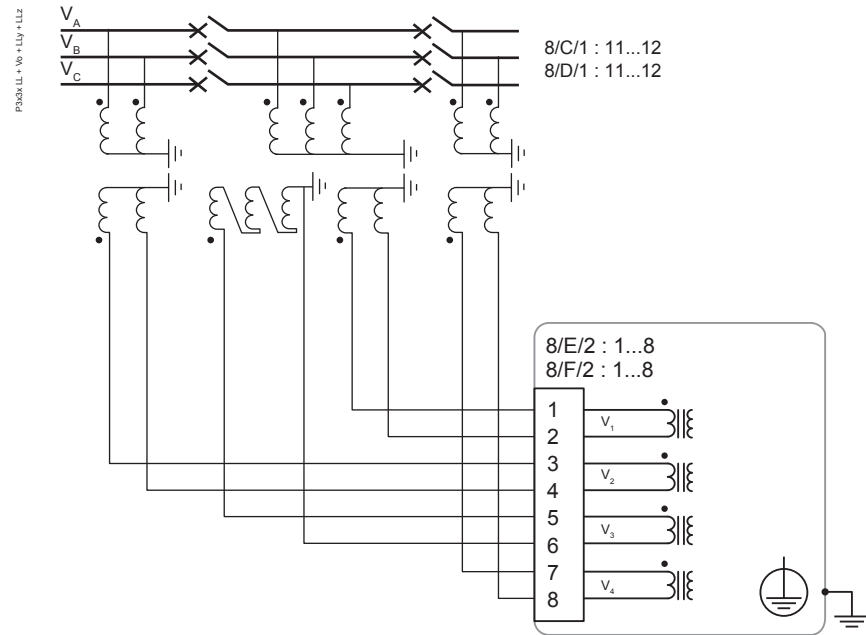 P3x3x LL + Vo + LLy + LLz
VA
VB
VC
8/C/1 : 11...12
8/D/1 : 11...12
8/E/2 : 1...8
8/F/2 : 1...8
1
2
3
4
5
6
7
8
V1
V2
V3
V4